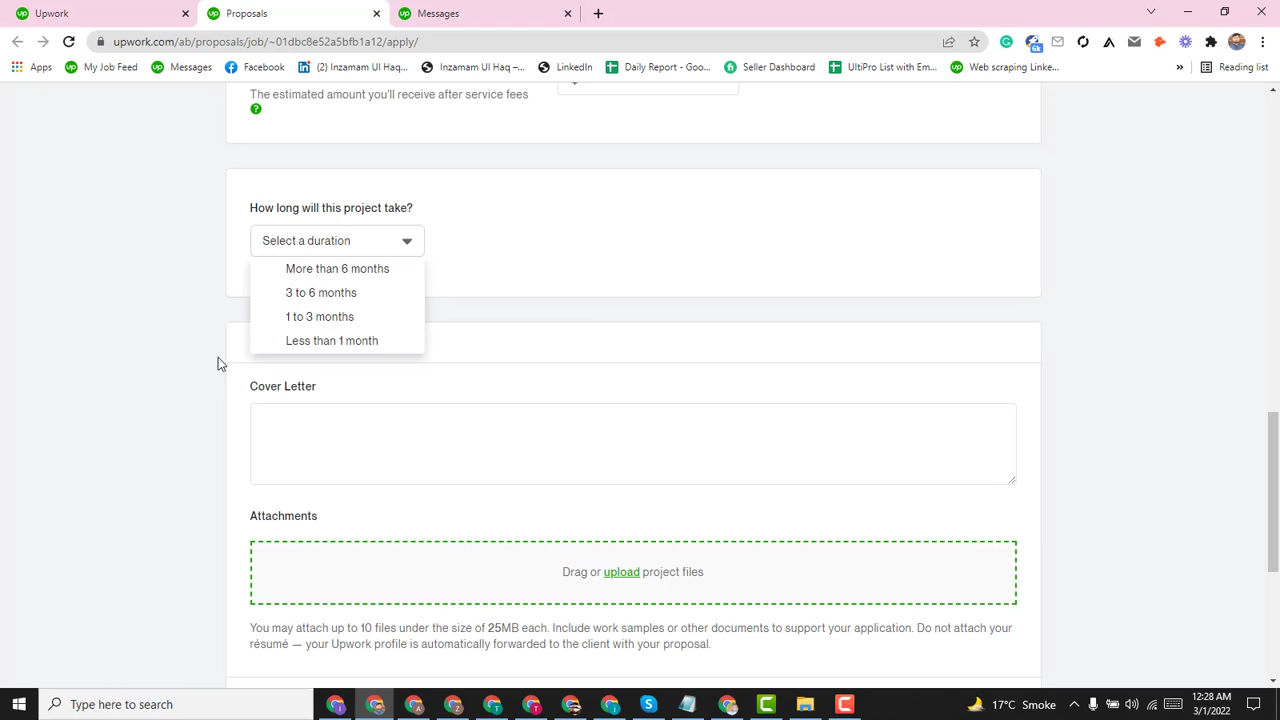 Upwork
Proposals
Messages
upwork.com/ab/proposals/job/~01dbc8e52a5bfb1a12/apply/
6k
Apps
My Job Feed
Messages
Facebook
(2) Inzamam Ul Haq...
Inzamam Ul Haq –...
LinkedIn
Daily Report - Goo...
Seller Dashboard
UltiPro List with Em...
Web scraping Linke...
»
Reading list
The estimated amount you'll receive after service fees
?
How long will this project take?
Select a duration
More than 6 months
3 to 6 months
1 to 3 months
Less than 1 month
Cover Letter
Attachments
Drag or upload project files
You may attach up to 10 files under the size of 25MB each. Include work samples or other documents to support your application. Do not attach your
résumé — your Upwork profile is automatically forwarded to the client with your proposal.
Type here to search
17°C Smoke
12:28 AM
3/1/2022